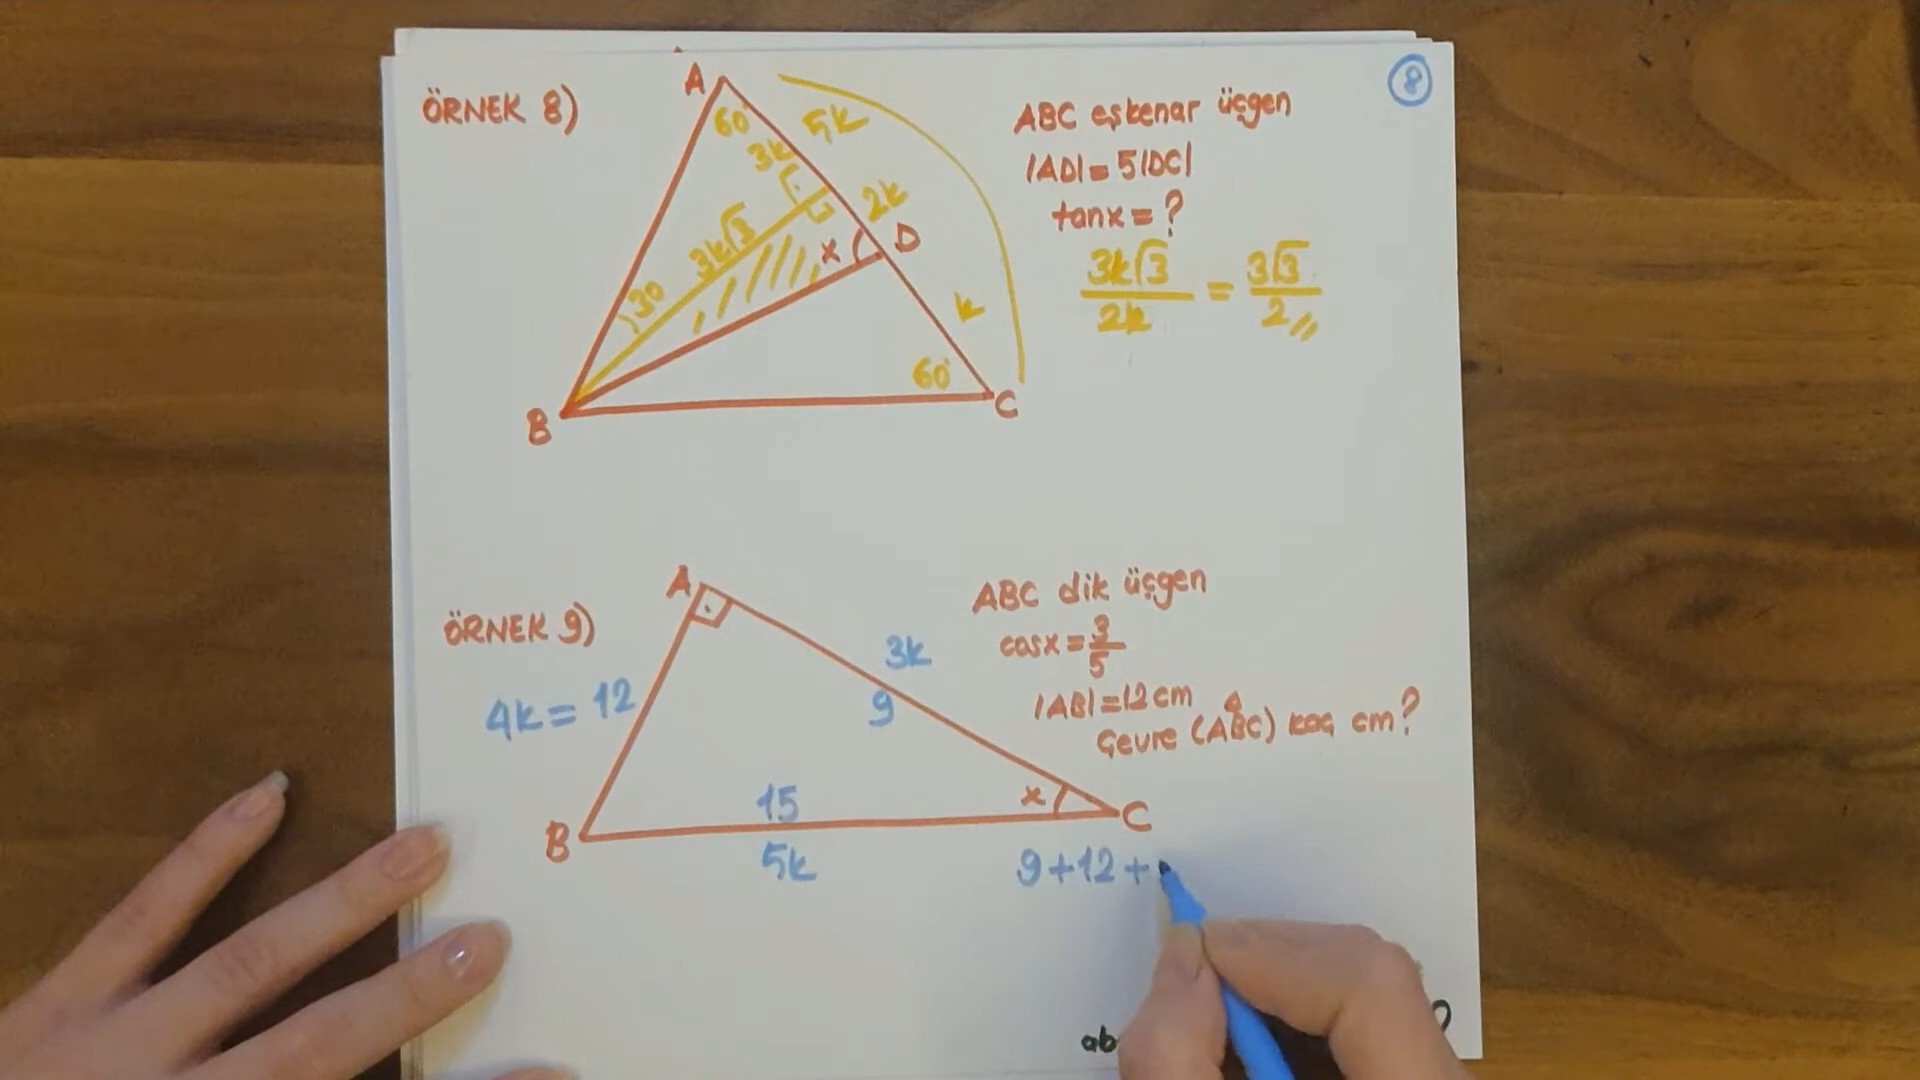 8
ÖRNEK 8)
A
60°
5k
3k
2k
3k√3
x
D
30
k
60°
B
C
ABC eşkenar üçgen
|AD| = 5|DC|
tanx = ?
3k√3/2k = 3√3/2
ÖRNEK 9)
A
3k
9
4k = 12
15
x
C
B
5k
ABC dik üçgen
cosx = 3/5
|AB| = 12 cm
Çevre (ABC) kaç cm?
9+12+
ab